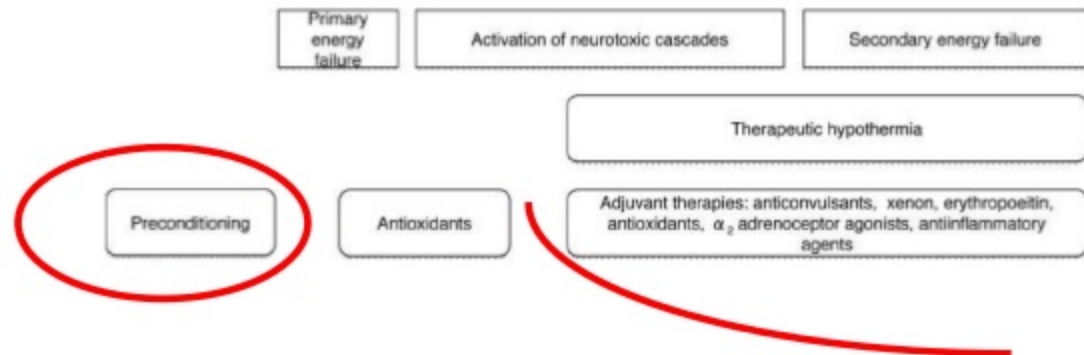 Primary
energy
failure
Activation of neurotoxic cascades
Secondary energy failure
Therapeutic hypothermia
Preconditioning
Antioxidants
Adjuvant therapies: anticonvulsants, xenon, erythropoeitin,
antioxidants, α₂ adrenoceptor agonists, antiinflammatory
agents